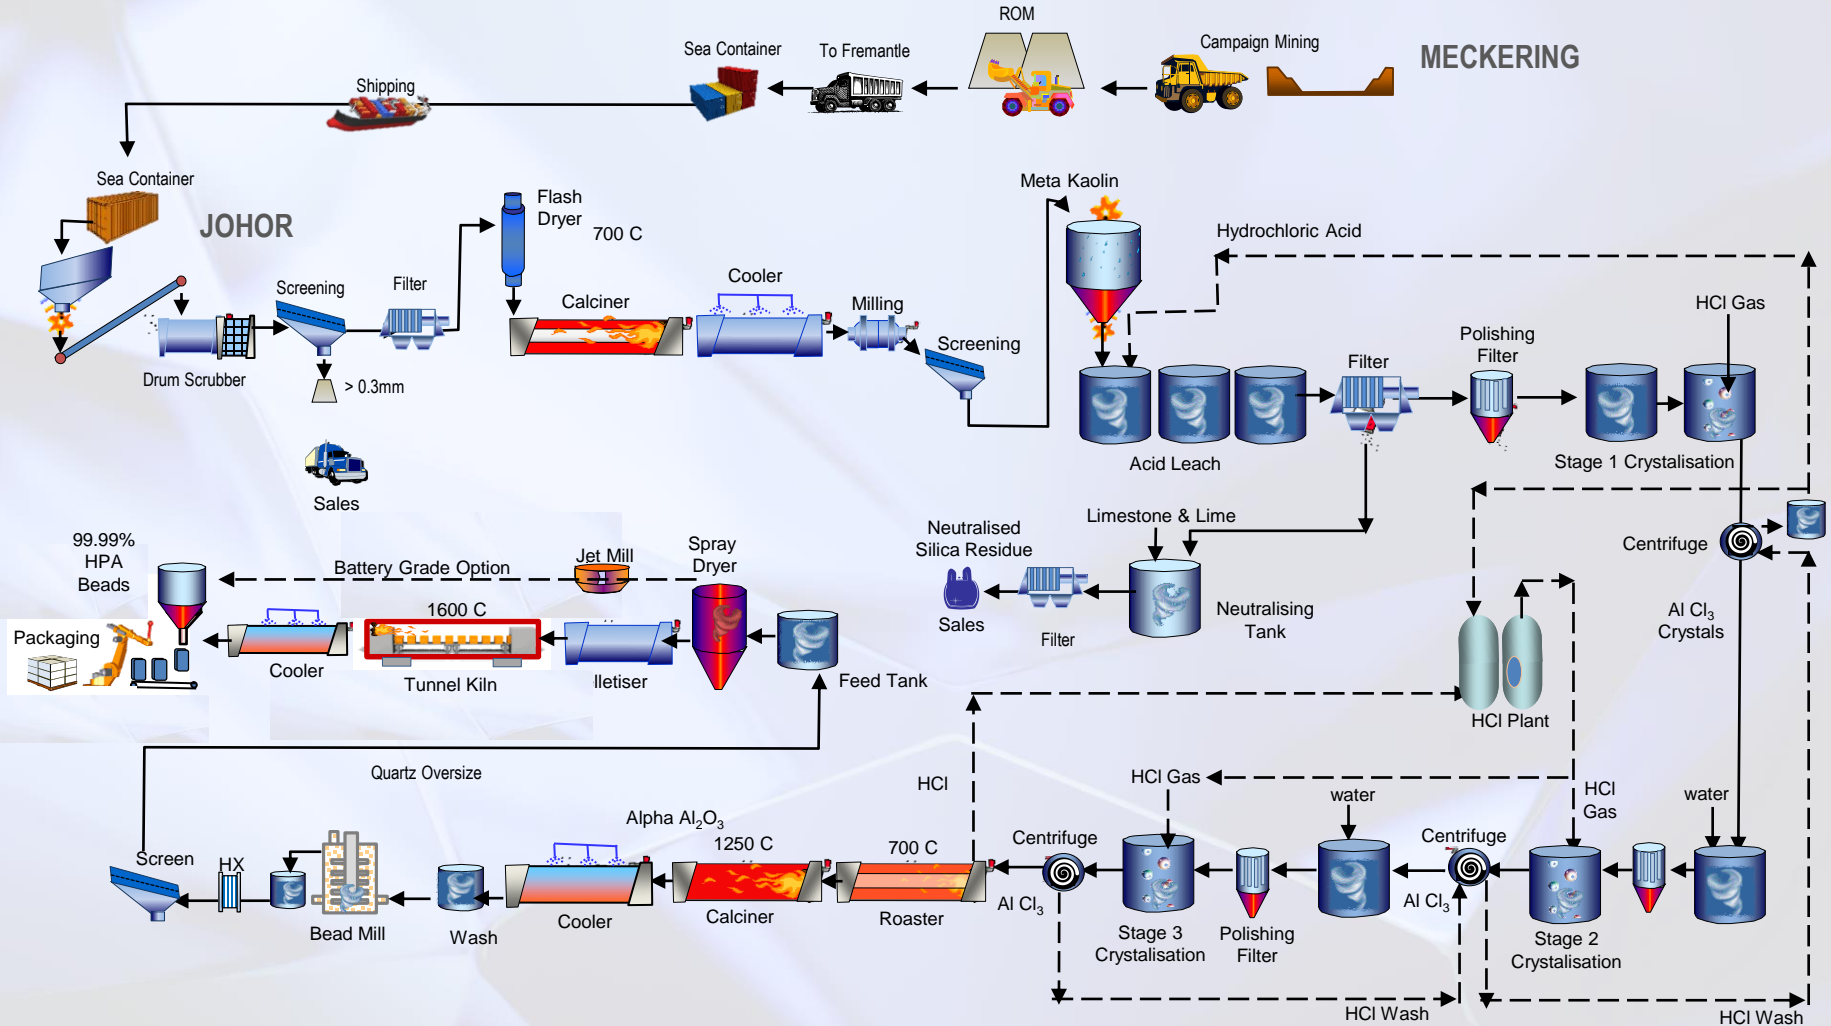 ROM
MECKERING
Campaign Mining
To Fremantle
Sea Container
Shipping
Sea Container
JOHOR
Flash
Dryer
700 C
Meta Kaolin
Hydrochloric Acid
Screening
Filter
Cooler
Calciner
Milling
Screening
HCl Gas
Polishing
Filter
Filter
Drum Scrubber
> 0.3mm
Acid Leach
Stage 1 Crystalisation
Sales
Limestone & Lime
Neutralised
Silica Residue
Centrifuge
99.99%
HPA
Beads
Battery Grade Option
Jet Mill
Spray
Dryer
1600 C
Sales
Filter
Neutralising
Tank
Al Cl3
Crystals
Packaging
Cooler
Tunnel Kiln
lletiser
Feed Tank
HCl Plant
Quartz Oversize
HCl
HCl Gas
HCl
Gas
water
water
Alpha Al2O3
1250 C
700 C
Centrifuge
Centrifuge
Screen
HX
Al Cl3
Al Cl3
Bead Mill
Wash
Cooler
Calciner
Roaster
Stage 3
Crystalisation
Polishing
Filter
Stage 2
Crystalisation
HCl Wash
HCl Wash